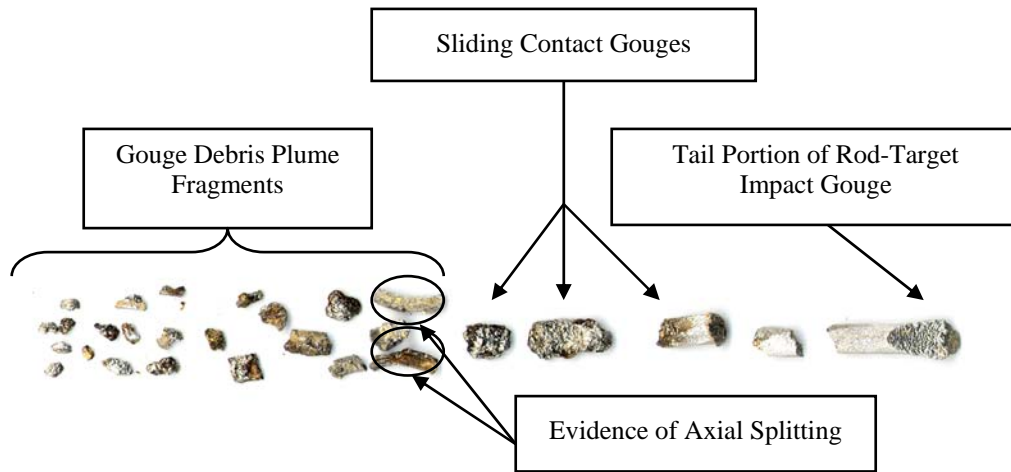 Sliding Contact Gouges
Gouge Debris Plume
Fragments
Tail Portion of Rod-Target
Impact Gouge
Evidence of Axial Splitting